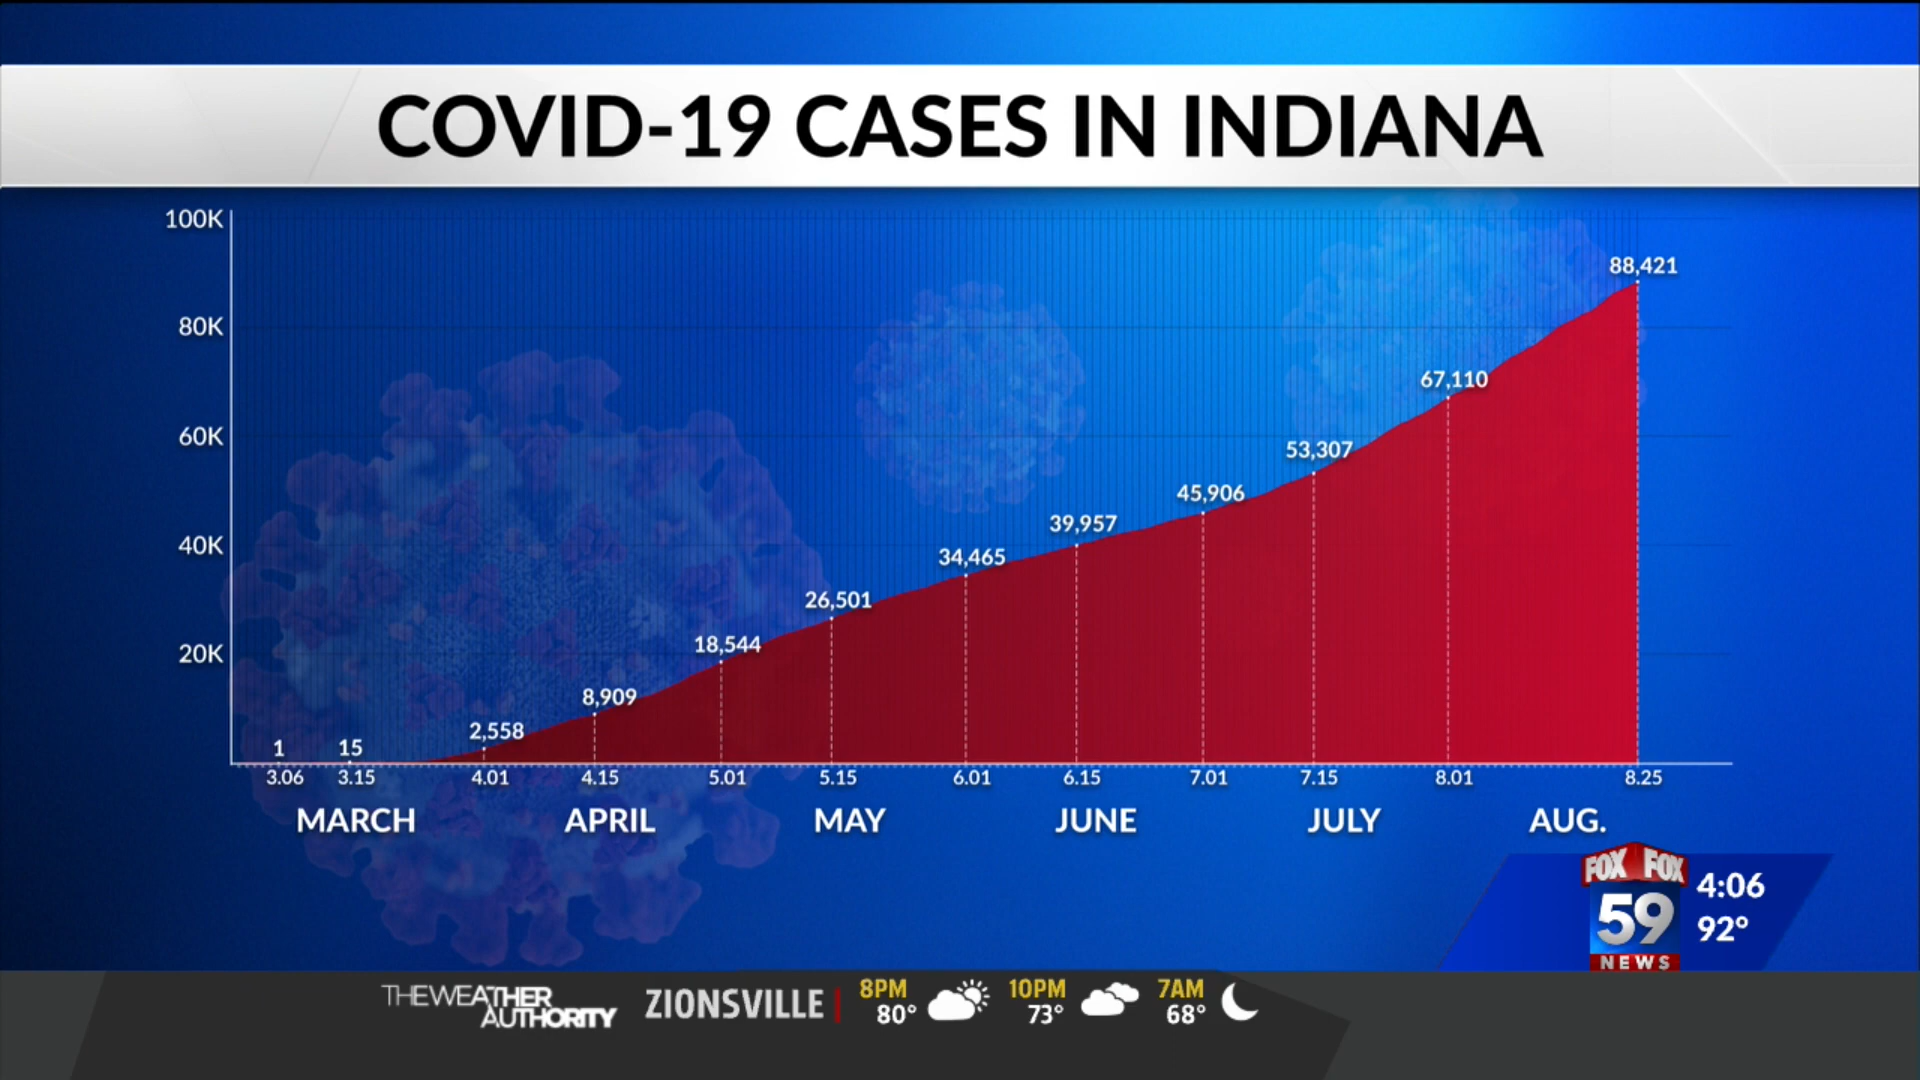 COVID-19 CASES IN INDIANA
100K
80K
60K
40K
20K
1
15
2,558
8,909
18,544
26,501
34,465
39,957
45,906
53,307
67,110
88,421
3.06 3.15 4.01 4.15 5.01 5.15 6.01 6.15 7.01 7.15 8.01 8.25
MARCH APRIL MAY JUNE JULY AUG.
FOX FOX
59
NEWS
4:06
92°
THEWEATHER
AUTHORITY
ZIONSVILLE
8PM
80°
10PM
73°
7AM
68°